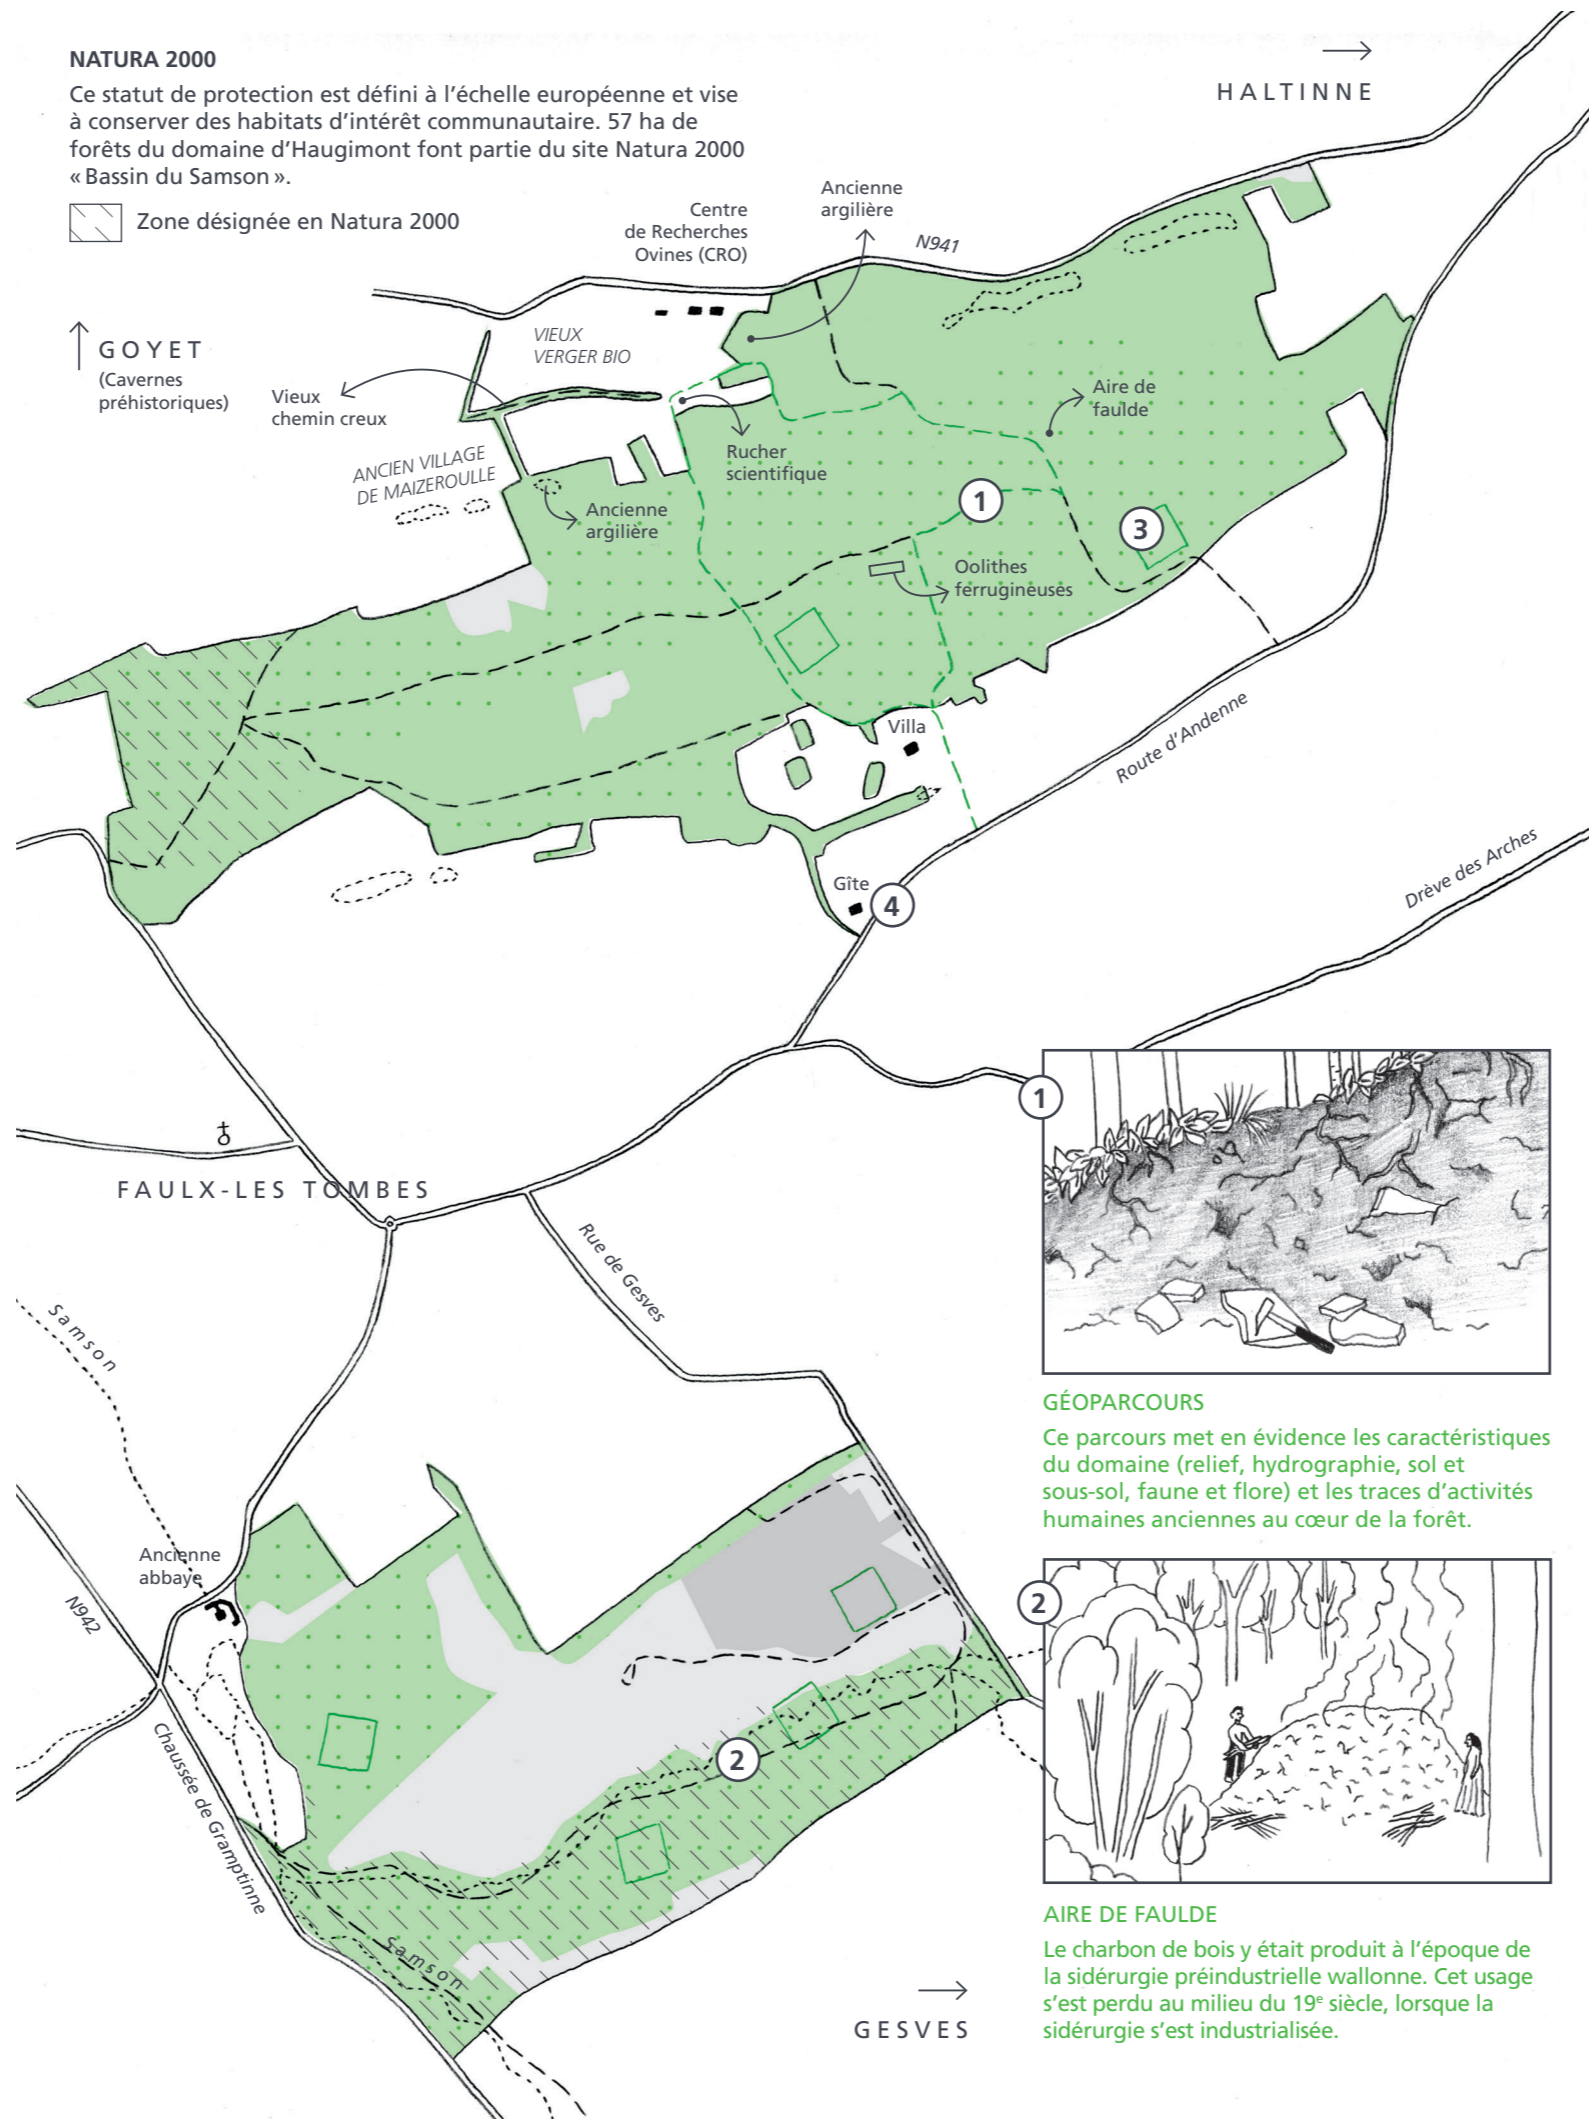 NATURA 2000
Ce statut de protection est défini à l'échelle européenne et vise
à conserver des habitats d'intérêt communautaire. 57 ha de
forêts du domaine d'Haugimont font partie du site Natura 2000
« Bassin du Samson ».
Zone désignée en Natura 2000
HALTINNE
Ancienne
argilière
Centre
de Recherches
Ovines (CRO)
N941
GOYET
(Cavernes
préhistoriques)
VIEUX
VERGER BIO
Vieux
chemin creux
Aire de
faulde
ANCIEN VILLAGE
DE MAIZEROULLE
Rucher
scientifique
Ancienne
argilière
1
3
Oolithes
ferrugineuses
Villa
Route d'Andenne
Gîte
4
Drève des Arches
FAULX-LES TOMBES
Rue de Gesves
Samson
Ancienne
abbaye
N942
Chaussée de Gramptinne
2
Samson
GESVES
1
GÉOPARCOURS
Ce parcours met en évidence les caractéristiques
du domaine (relief, hydrographie, sol et
sous-sol, faune et flore) et les traces d'activités
humaines anciennes au cœur de la forêt.
2
AIRE DE FAULDE
Le charbon de bois y était produit à l'époque de
la sidérurgie préindustrielle wallonne. Cet usage
s'est perdu au milieu du 19e siècle, lorsque la
sidérurgie s'est industrialisée.